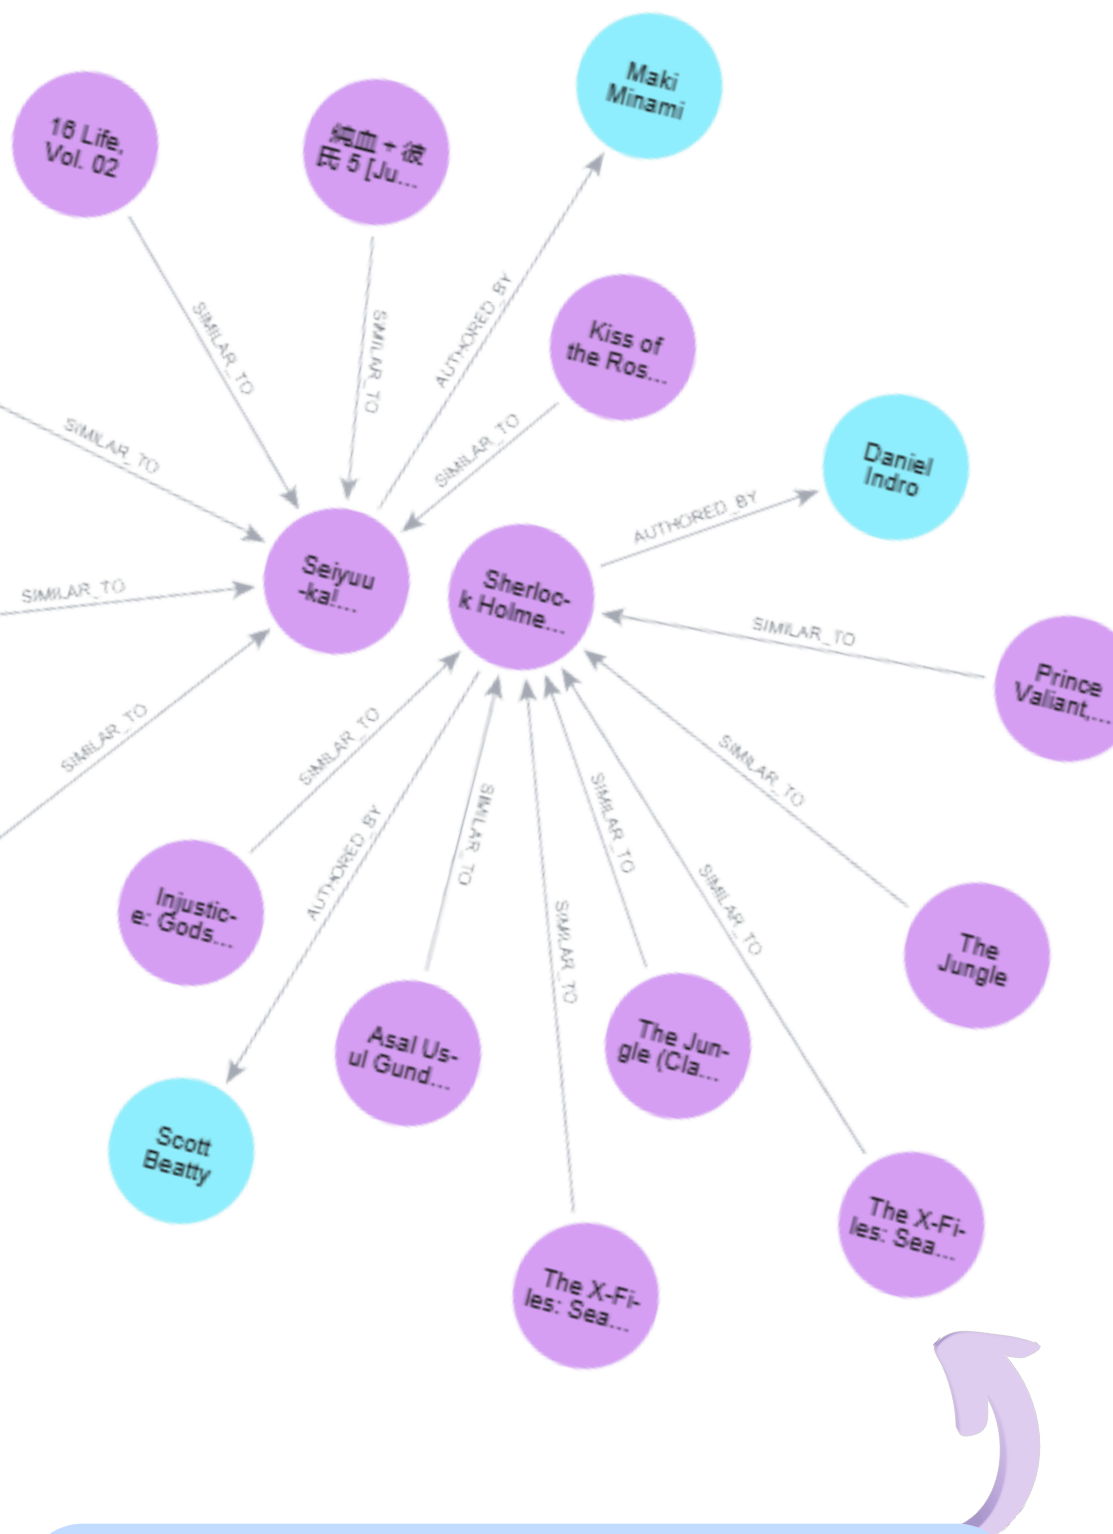 Maki
Minami
16 Life,
Vol. 02
純血 + 彼
氏 5 [Ju...
SIMILAR_TO
SIMILAR_TO
AUTHORED_BY
Kiss of
the Ros...
SIMILAR_TO
SIMILAR_TO
Daniel
Indro
AUTHORED_BY
SIMILAR_TO
Seiyuu
-ka!...
Sherloc-
k Holme...
SIMILAR_TO
Prince
Valiant,...
SIMILAR_TO
SIMILAR_TO
SIMILAR_TO
AUTHORED_BY
SIMILAR_TO
SIMILAR_TO
SIMILAR_TO
SIMILAR_TO
Injustic-
e: Gods...
The
Jungle
Asal Us-
ul Gund...
The Jun-
gle (Cla...
Scott
Beatty
The X-Fi-
les: Sea...
The X-Fi-
les: Sea...